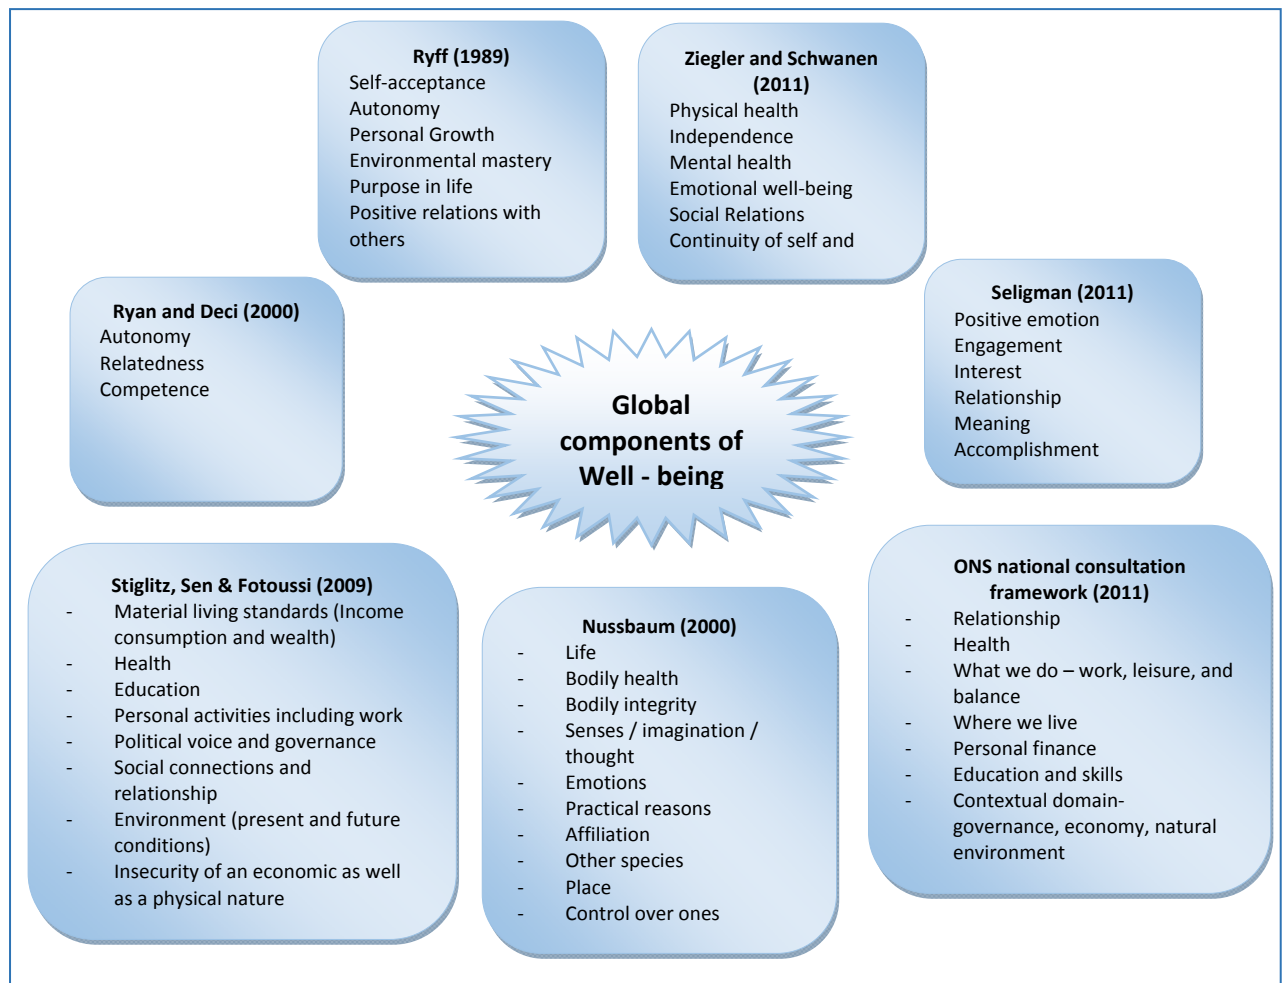 Ryff (1989)
Self-acceptance
Autonomy
Personal Growth
Environmental mastery
Purpose in life
Positive relations with
others
Ziegler and Schwanen
(2011)
Physical health
Independence
Mental health
Emotional well-being
Social Relations
Continuity of self and
Ryan and Deci (2000)
Autonomy
Relatedness
Competence
Global
components of
Well - being
Seligman (2011)
Positive emotion
Engagement
Interest
Relationship
Meaning
Accomplishment
Stiglitz, Sen & Fotoussi (2009)
- Material living standards (Income
consumption and wealth)
- Health
- Education
- Personal activities including work
- Political voice and governance
- Social connections and
relationship
- Environment (present and future
conditions)
- Insecurity of an economic as well
as a physical nature
Nussbaum (2000)
- Life
- Bodily health
- Bodily integrity
- Senses / imagination /
thought
- Emotions
- Practical reasons
- Affiliation
- Other species
- Place
- Control over ones
ONS national consultation
framework (2011)
- Relationship
- Health
- What we do – work, leisure, and
balance
- Where we live
- Personal finance
- Education and skills
- Contextual domain-
governance, economy, natural
environment